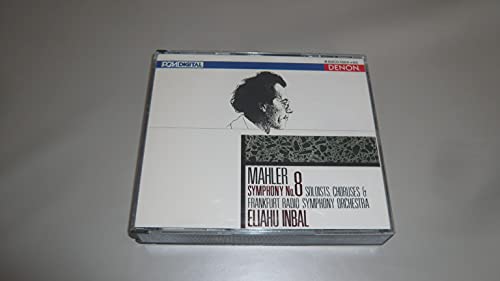 PCM DIGITAL
DENON
MAHLER
SYMPHONY No.8 SOLOISTS, CHORUSES &
FRANKFURT RADIO SYMPHONY ORCHESTRA
ELIAHU INBAL